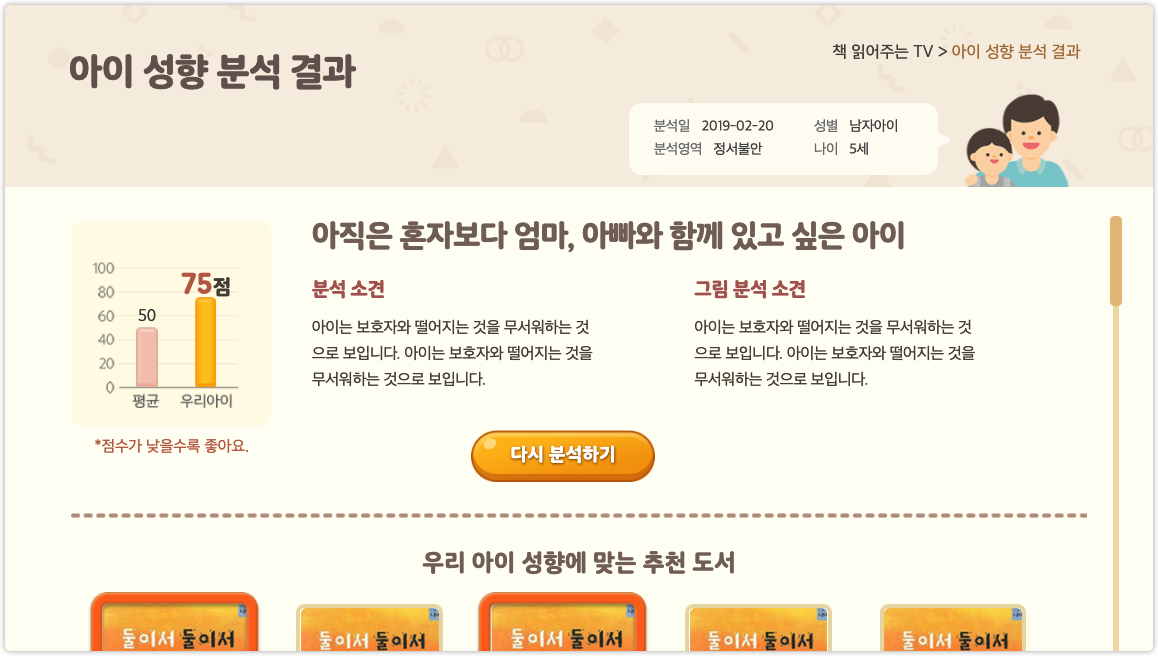 아이 성향 분석 결과
책 읽어주는 TV > 아이 성향 분석 결과
분석일 2019-02-20 성별 남자아이
분석영역 정서불안 나이 5세
아직은 혼자보다 엄마, 아빠와 함께 있고 싶은 아이
100
80
60
40
20
0
50
75점
평균 우리아이
*점수가 낮을수록 좋아요.
분석 소견
아이는 보호자와 떨어지는 것을 무서워하는 것
으로 보입니다. 아이는 보호자와 떨어지는 것을
무서워하는 것으로 보입니다.
그림 분석 소견
아이는 보호자와 떨어지는 것을 무서워하는 것
으로 보입니다. 아이는 보호자와 떨어지는 것을
무서워하는 것으로 보입니다.
다시 분석하기
우리 아이 성향에 맞는 추천 도서
둘이서 둘이서
둘이서 둘이서
둘이서 둘이서
둘이서 둘이서
둘이서 둘이서